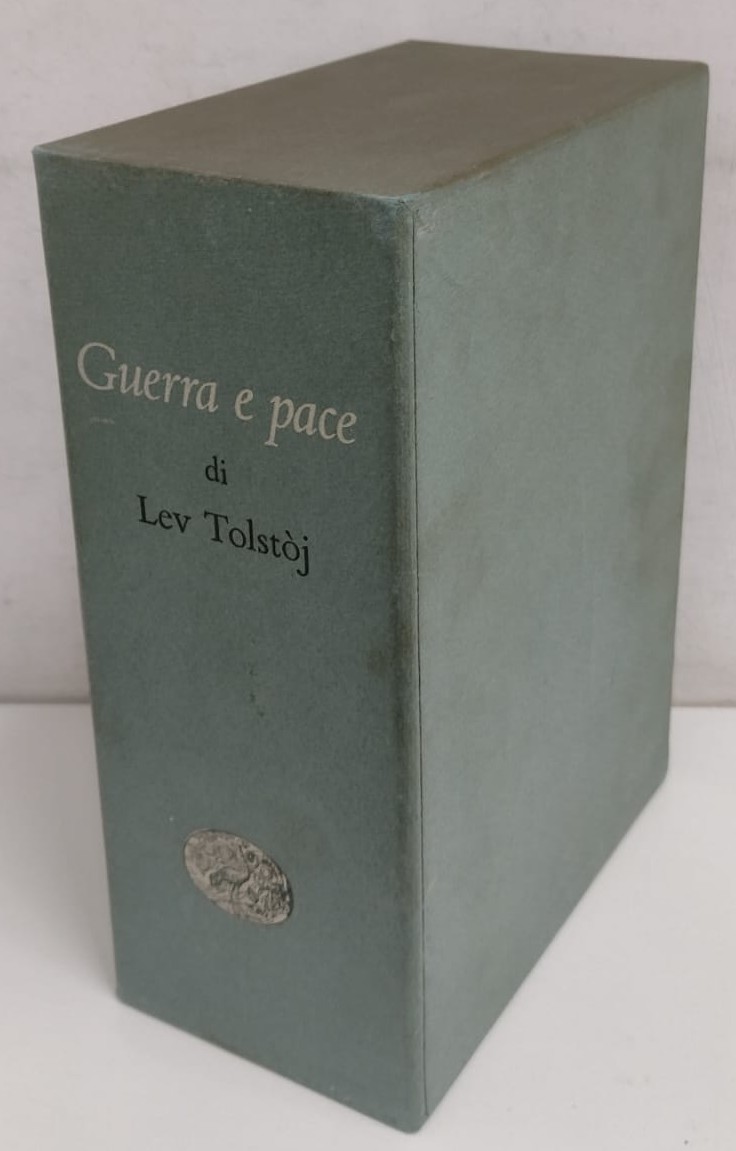 Guerra e pace
di
Lev Tolstòj